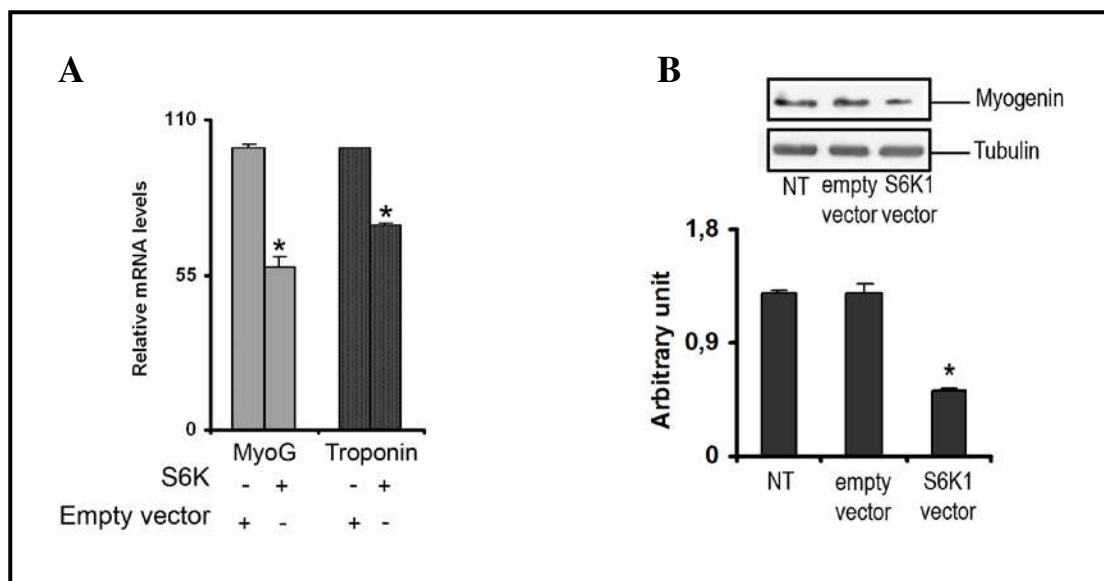 A
110
55
0
Relative mRNA levels
*
*
MyoG Troponin
S6K - + - +
Empty vector + - + -
B
Myogenin
Tubulin
NT empty vector S6K1 vector
1,8
0,9
0
Arbitrary unit
*
NT empty vector S6K1 vector